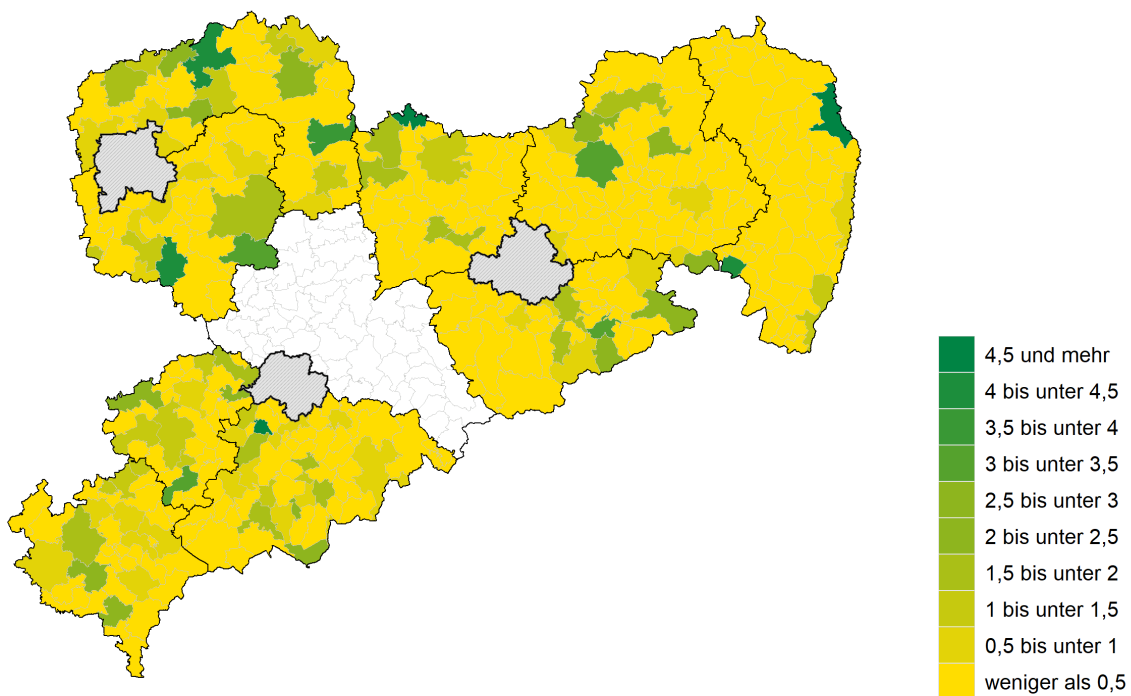 4,5 und mehr
4 bis unter 4,5
3,5 bis unter 4
3 bis unter 3,5
2,5 bis unter 3
2 bis unter 2,5
1,5 bis unter 2
1 bis unter 1,5
0,5 bis unter 1
weniger als 0,5